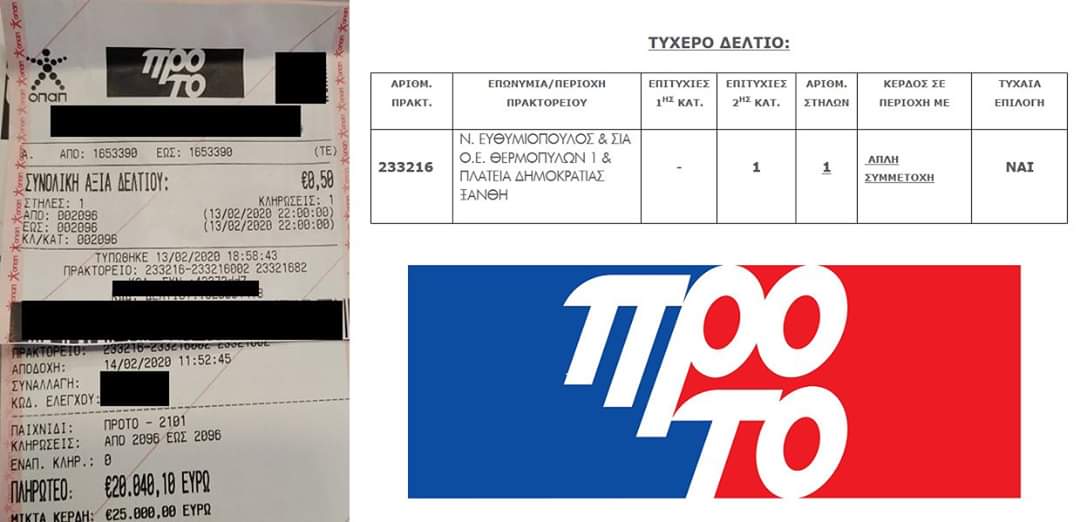 οπαπ
προ
το
Α. ΑΠΟ: 1653390 ΕΩΣ: 1653390 (ΤΕ)
ΣΥΝΟΛΙΚΗ ΑΞΙΑ ΔΕΛΤΙΟΥ: €0,50
ΣΤΗΛΕΣ: 1 ΚΛΗΡΩΣΕΙΣ: 1
ΑΠΟ: 002096 (13/02/2020 22:00:00)
ΕΩΣ: 002096 (13/02/2020 22:00:00)
ΚΛ/ΚΑΤ: 002096
ΤΥΠΩΘΗΚΕ 13/02/2020 18:58:43
ΠΡΑΚΤΟΡΕΙΟ: 233216-233216002 23321682
ΠΡΑΚΤΟΡΕΙΟ:
ΑΠΟΔΟΧΗ: 14/02/2020 11:52:45
ΣΥΝΑΛΛΑΓΗ:
ΚΩΔ. ΕΛΕΓΧΟΥ:
ΠΑΙΧΝΙΔΙ: ΠΡΟΤΟ - 2101
ΚΛΗΡΩΣΕΙΣ: ΑΠΟ 2096 ΕΩΣ 2096
ΕΝΑΠ. ΚΛΗΡ.: 0
ΠΛΗΡΩΤΕΟ: €20.040,10 ΕΥΡΩ
ΜΙΚΤΑ ΚΕΡΔΗ: €25.000,00 ΕΥΡΩ
ΤΥΧΕΡΟ ΔΕΛΤΙΟ:
ΑΡΙΘΜ. ΠΡΑΚΤ. ΕΠΩΝΥΜΙΑ/ΠΕΡΙΟΧΗ ΠΡΑΚΤΟΡΕΙΟΥ ΕΠΙΤΥΧΙΕΣ 1ΗΣ ΚΑΤ. ΕΠΙΤΥΧΙΕΣ 2ΗΣ ΚΑΤ. ΑΡΙΘΜ. ΣΤΗΛΩΝ ΚΕΡΔΟΣ ΣΕ ΠΕΡΙΟΧΗ ΜΕ ΤΥΧΑΙΑ ΕΠΙΛΟΓΗ
233216 Ν. ΕΥΘΥΜΙΟΠΟΥΛΟΣ & ΣΙΑ Ο.Ε. ΘΕΡΜΟΠΥΛΩΝ 1 & ΠΛΑΤΕΙΑ ΔΗΜΟΚΡΑΤΙΑΣ ΞΑΝΘΗ - 1 1 ΑΠΛΗ ΣΥΜΜΕΤΟΧΗ ΝΑΙ
προ
το